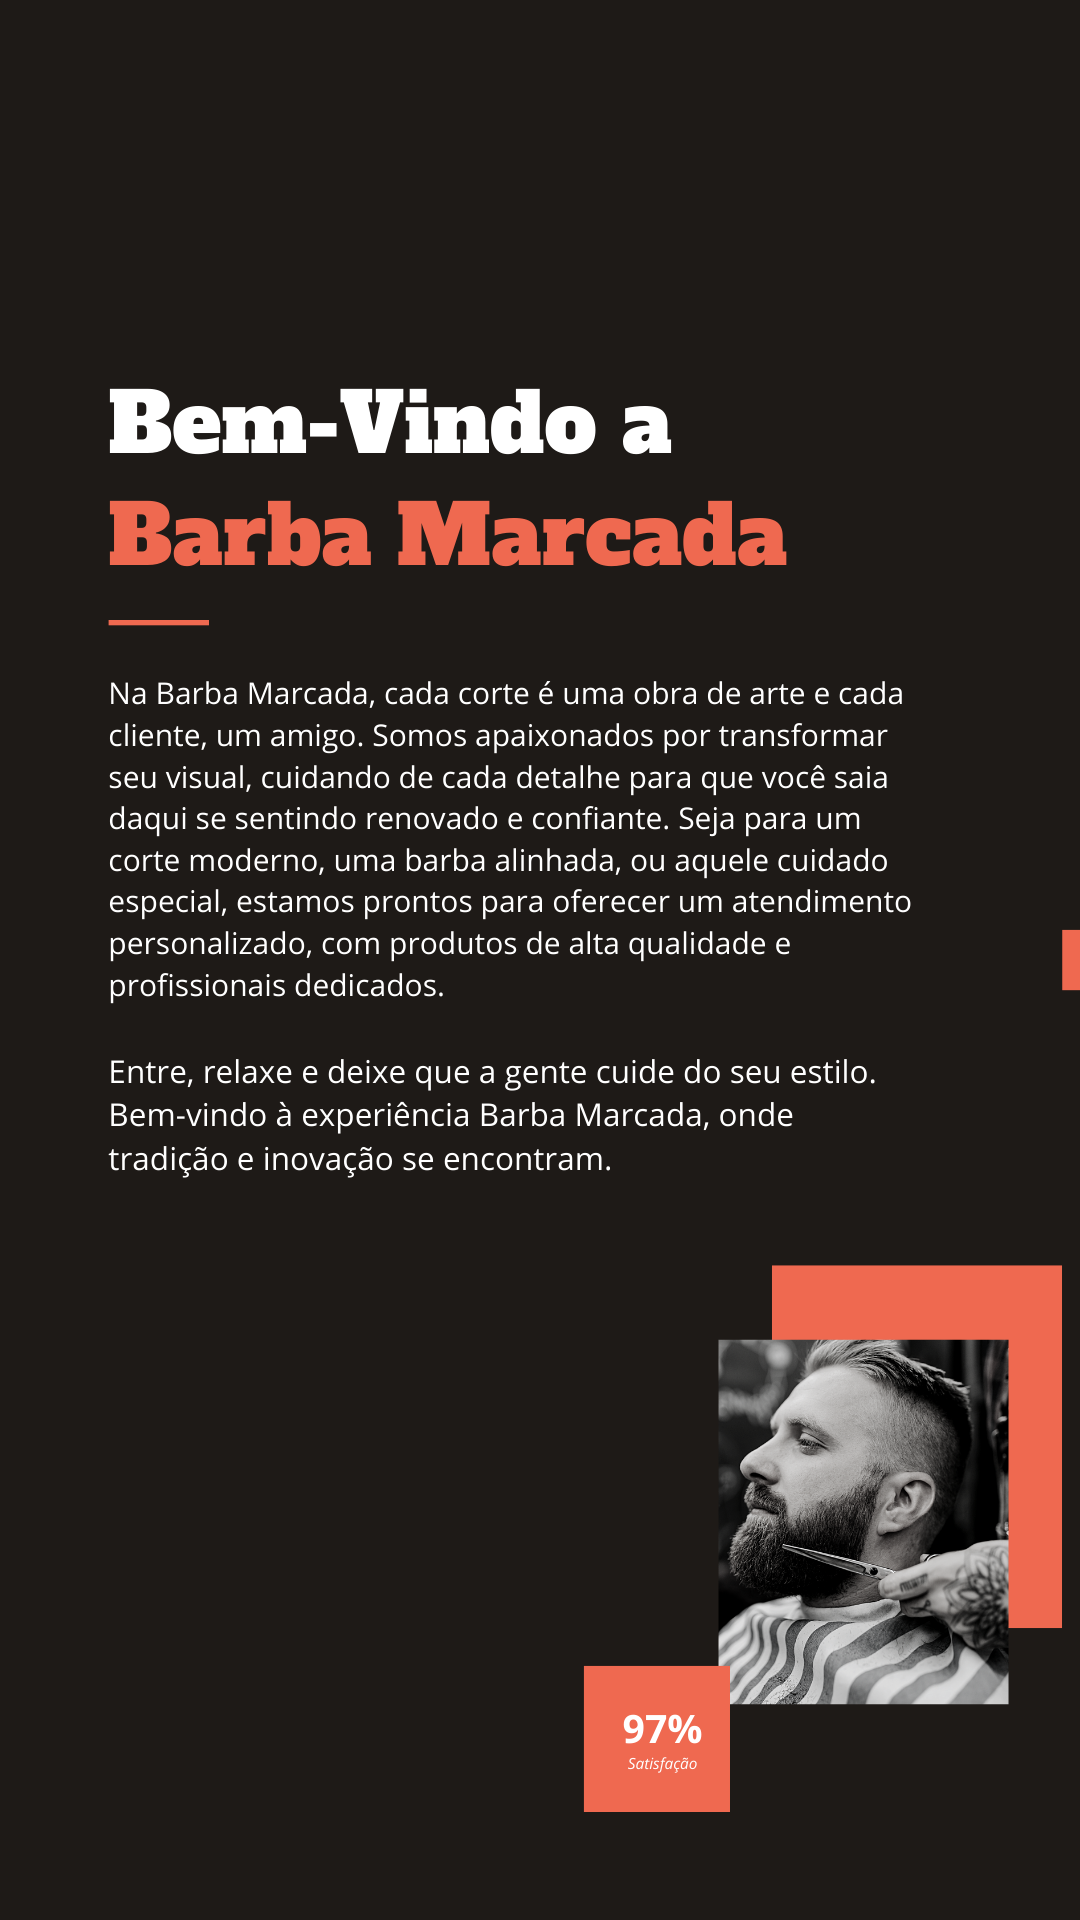 Bem-Vindo a
Barba Marcada
Na Barba Marcada, cada corte é uma obra de arte e cada
cliente, um amigo. Somos apaixonados por transformar
seu visual, cuidando de cada detalhe para que você saia
daqui se sentindo renovado e confiante. Seja para um
corte moderno, uma barba alinhada, ou aquele cuidado
especial, estamos prontos para oferecer um atendimento
personalizado, com produtos de alta qualidade e
profissionais dedicados.
Entre, relaxe e deixe que a gente cuide do seu estilo.
Bem-vindo à experiência Barba Marcada, onde
tradição e inovação se encontram.
97%
Satisfação